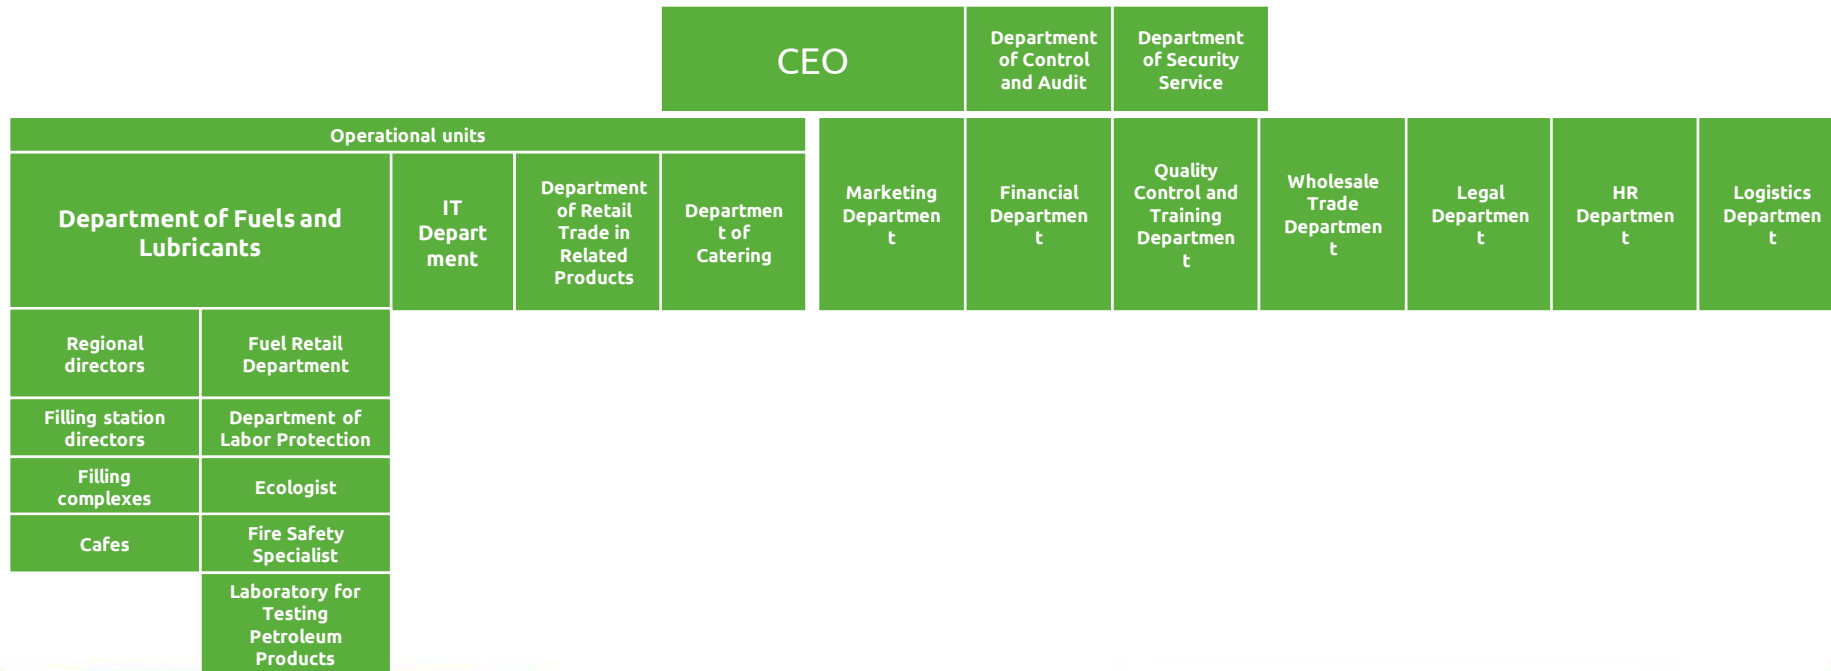 CEO
Department
of Control
and Audit
Department
of Security
Service
Operational units
Department of Fuels and
Lubricants
IT
Depart
ment
Department
of Retail
Trade in
Related
Products
Departmen
t of
Catering
Marketing
Departmen
t
Financial
Departmen
t
Quality
Control and
Training
Departmen
t
Wholesale
Trade
Departmen
t
Legal
Departmen
t
HR
Departmen
t
Logistics
Departmen
t
Regional
directors
Fuel Retail
Department
Filling station
directors
Department of
Labor Protection
Filling
complexes
Ecologist
Cafes
Fire Safety
Specialist
Laboratory for
Testing
Petroleum
Products